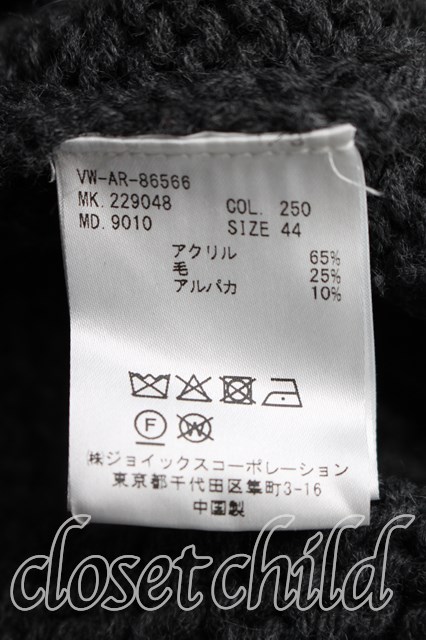 VW-AR-86566
MK. 229048 COL. 250
MD. 9010 SIZE 44
アクリル 65%
毛 25%
アルパカ 10%
F W
㈱ジョイックスコーポレーション
東京都千代田区隼町3-16
中国製
closet child